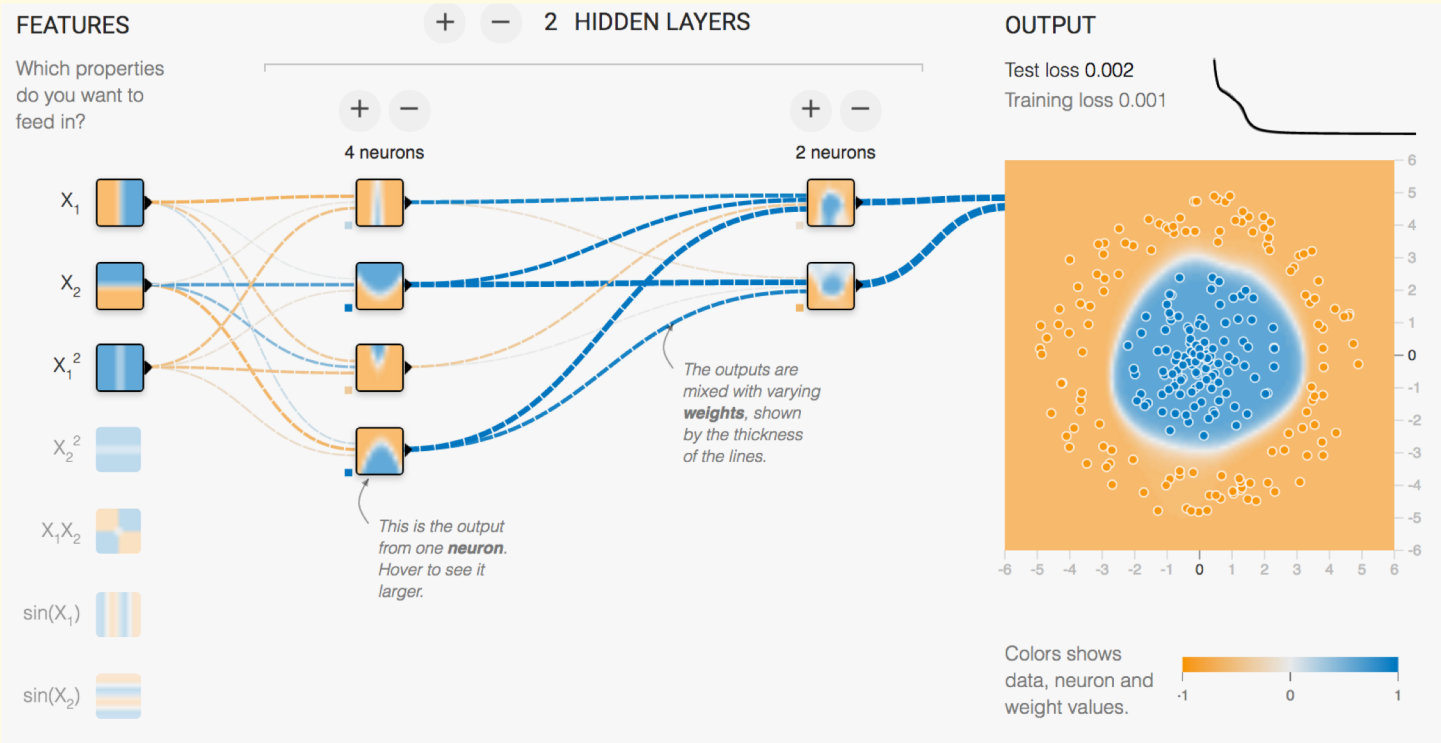 FEATURES
Which properties
do you want to
feed in?
X₁
X₂
X₁²
X₂²
X₁X₂
sin(X₁)
sin(X₂)
+ − 2 HIDDEN LAYERS
+ −
4 neurons
+ −
2 neurons
This is the output
from one neuron.
Hover to see it
larger.
The outputs are
mixed with varying
weights, shown
by the thickness
of the lines.
OUTPUT
Test loss 0.002
Training loss 0.001
6
5
4
3
2
1
0
-1
-2
-3
-4
-5
-6
-6 -5 -4 -3 -2 -1 0 1 2 3 4 5 6
Colors shows
data, neuron and
weight values.
-1 0 1